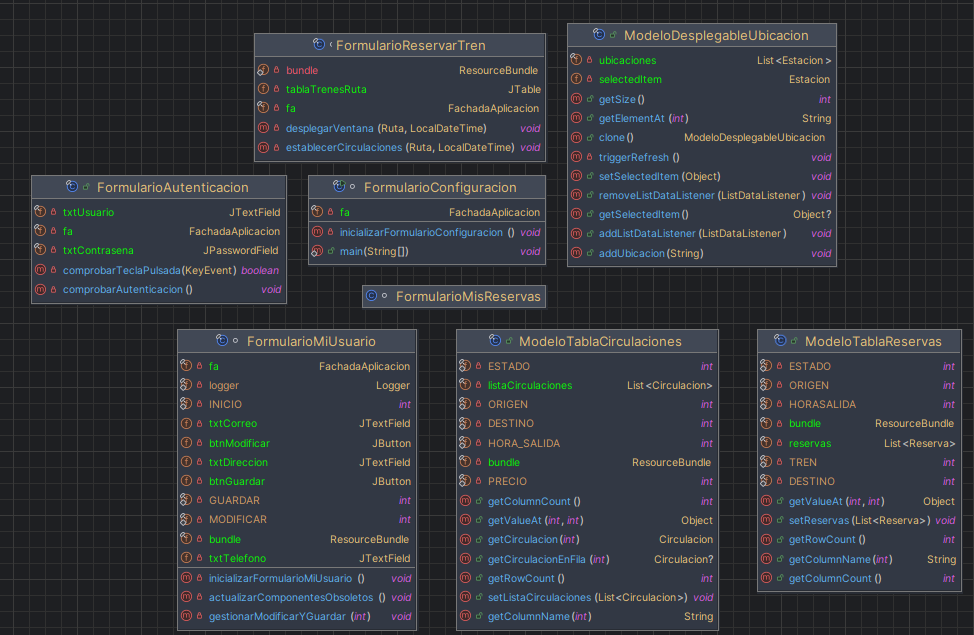 FormularioReservarTren
bundle ResourceBundle
tablaTrenesRuta JTable
fa FachadaAplicacion
desplegarVentana (Ruta, LocalDateTime) void
establecerCirculaciones (Ruta, LocalDateTime) void
ModeloDesplegableUbicacion
ubicaciones List<Estacion>
selectedItem Estacion
getSize() int
getElementAt (int) String
clone() ModeloDesplegableUbicacion
triggerRefresh () void
setSelectedItem (Object) void
removeListDataListener (ListDataListener ) void
getSelectedItem() Object?
addListDataListener (ListDataListener ) void
addUbicacion(String) void
FormularioAutenticacion
txtUsuario JTextField
fa FachadaAplicacion
txtContrasena JPasswordField
comprobarTeclaPulsada(KeyEvent) boolean
comprobarAutenticacion () void
FormularioConfiguracion
fa FachadaAplicacion
inicializarFormularioConfiguracion () void
main(String[]) void
FormularioMisReservas
FormularioMiUsuario
fa FachadaAplicacion
logger Logger
INICIO int
txtCorreo JTextField
btnModificar JButton
txtDireccion JTextField
btnGuardar JButton
GUARDAR int
MODIFICAR int
bundle ResourceBundle
txtTelefono JTextField
inicializarFormularioMiUsuario () void
actualizarComponentesObsoletos () void
gestionarModificarYGuardar (int) void
ModeloTablaCirculaciones
ESTADO int
listaCirculaciones List<Circulacion>
ORIGEN int
DESTINO int
HORA_SALIDA int
bundle ResourceBundle
PRECIO int
getColumnCount () int
getValueAt (int, int) Object
getCirculacion(int) Circulacion
getCirculacionEnFila (int) Circulacion?
getRowCount () int
setListaCirculaciones (List<Circulacion>) void
getColumnName(int) String
ModeloTablaReservas
ESTADO int
ORIGEN int
HORASALIDA int
bundle ResourceBundle
reservas List<Reserva>
TREN int
DESTINO int
getValueAt (int, int) Object
setReservas (List<Reserva>) void
getRowCount () int
getColumnName(int) String
getColumnCount () int